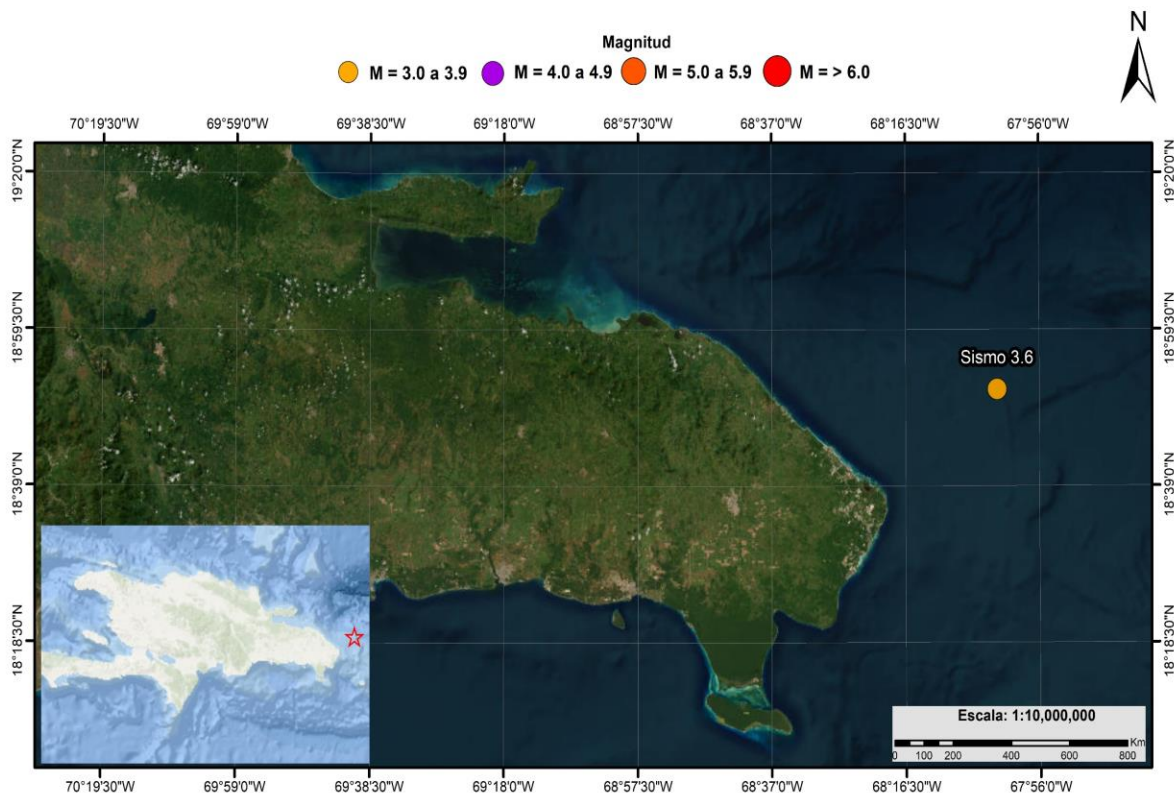 N
Magnitud
M = 3.0 a 3.9 M = 4.0 a 4.9 M = 5.0 a 5.9 M = > 6.0
70°19'30"W 69°59'0"W 69°38'30"W 69°18'0"W 68°57'30"W 68°37'0"W 68°16'30"W 67°56'0"W
19°20'0"N 19°20'0"N
18°59'30"N 18°59'30"N
Sismo 3.6
18°39'0"N 18°39'0"N
18°18'30"N 18°18'30"N
Escala: 1:10,000,000
0 100 200 400 600 800 Km
70°19'30"W 69°59'0"W 69°38'30"W 69°18'0"W 68°57'30"W 68°37'0"W 68°16'30"W 67°56'0"W